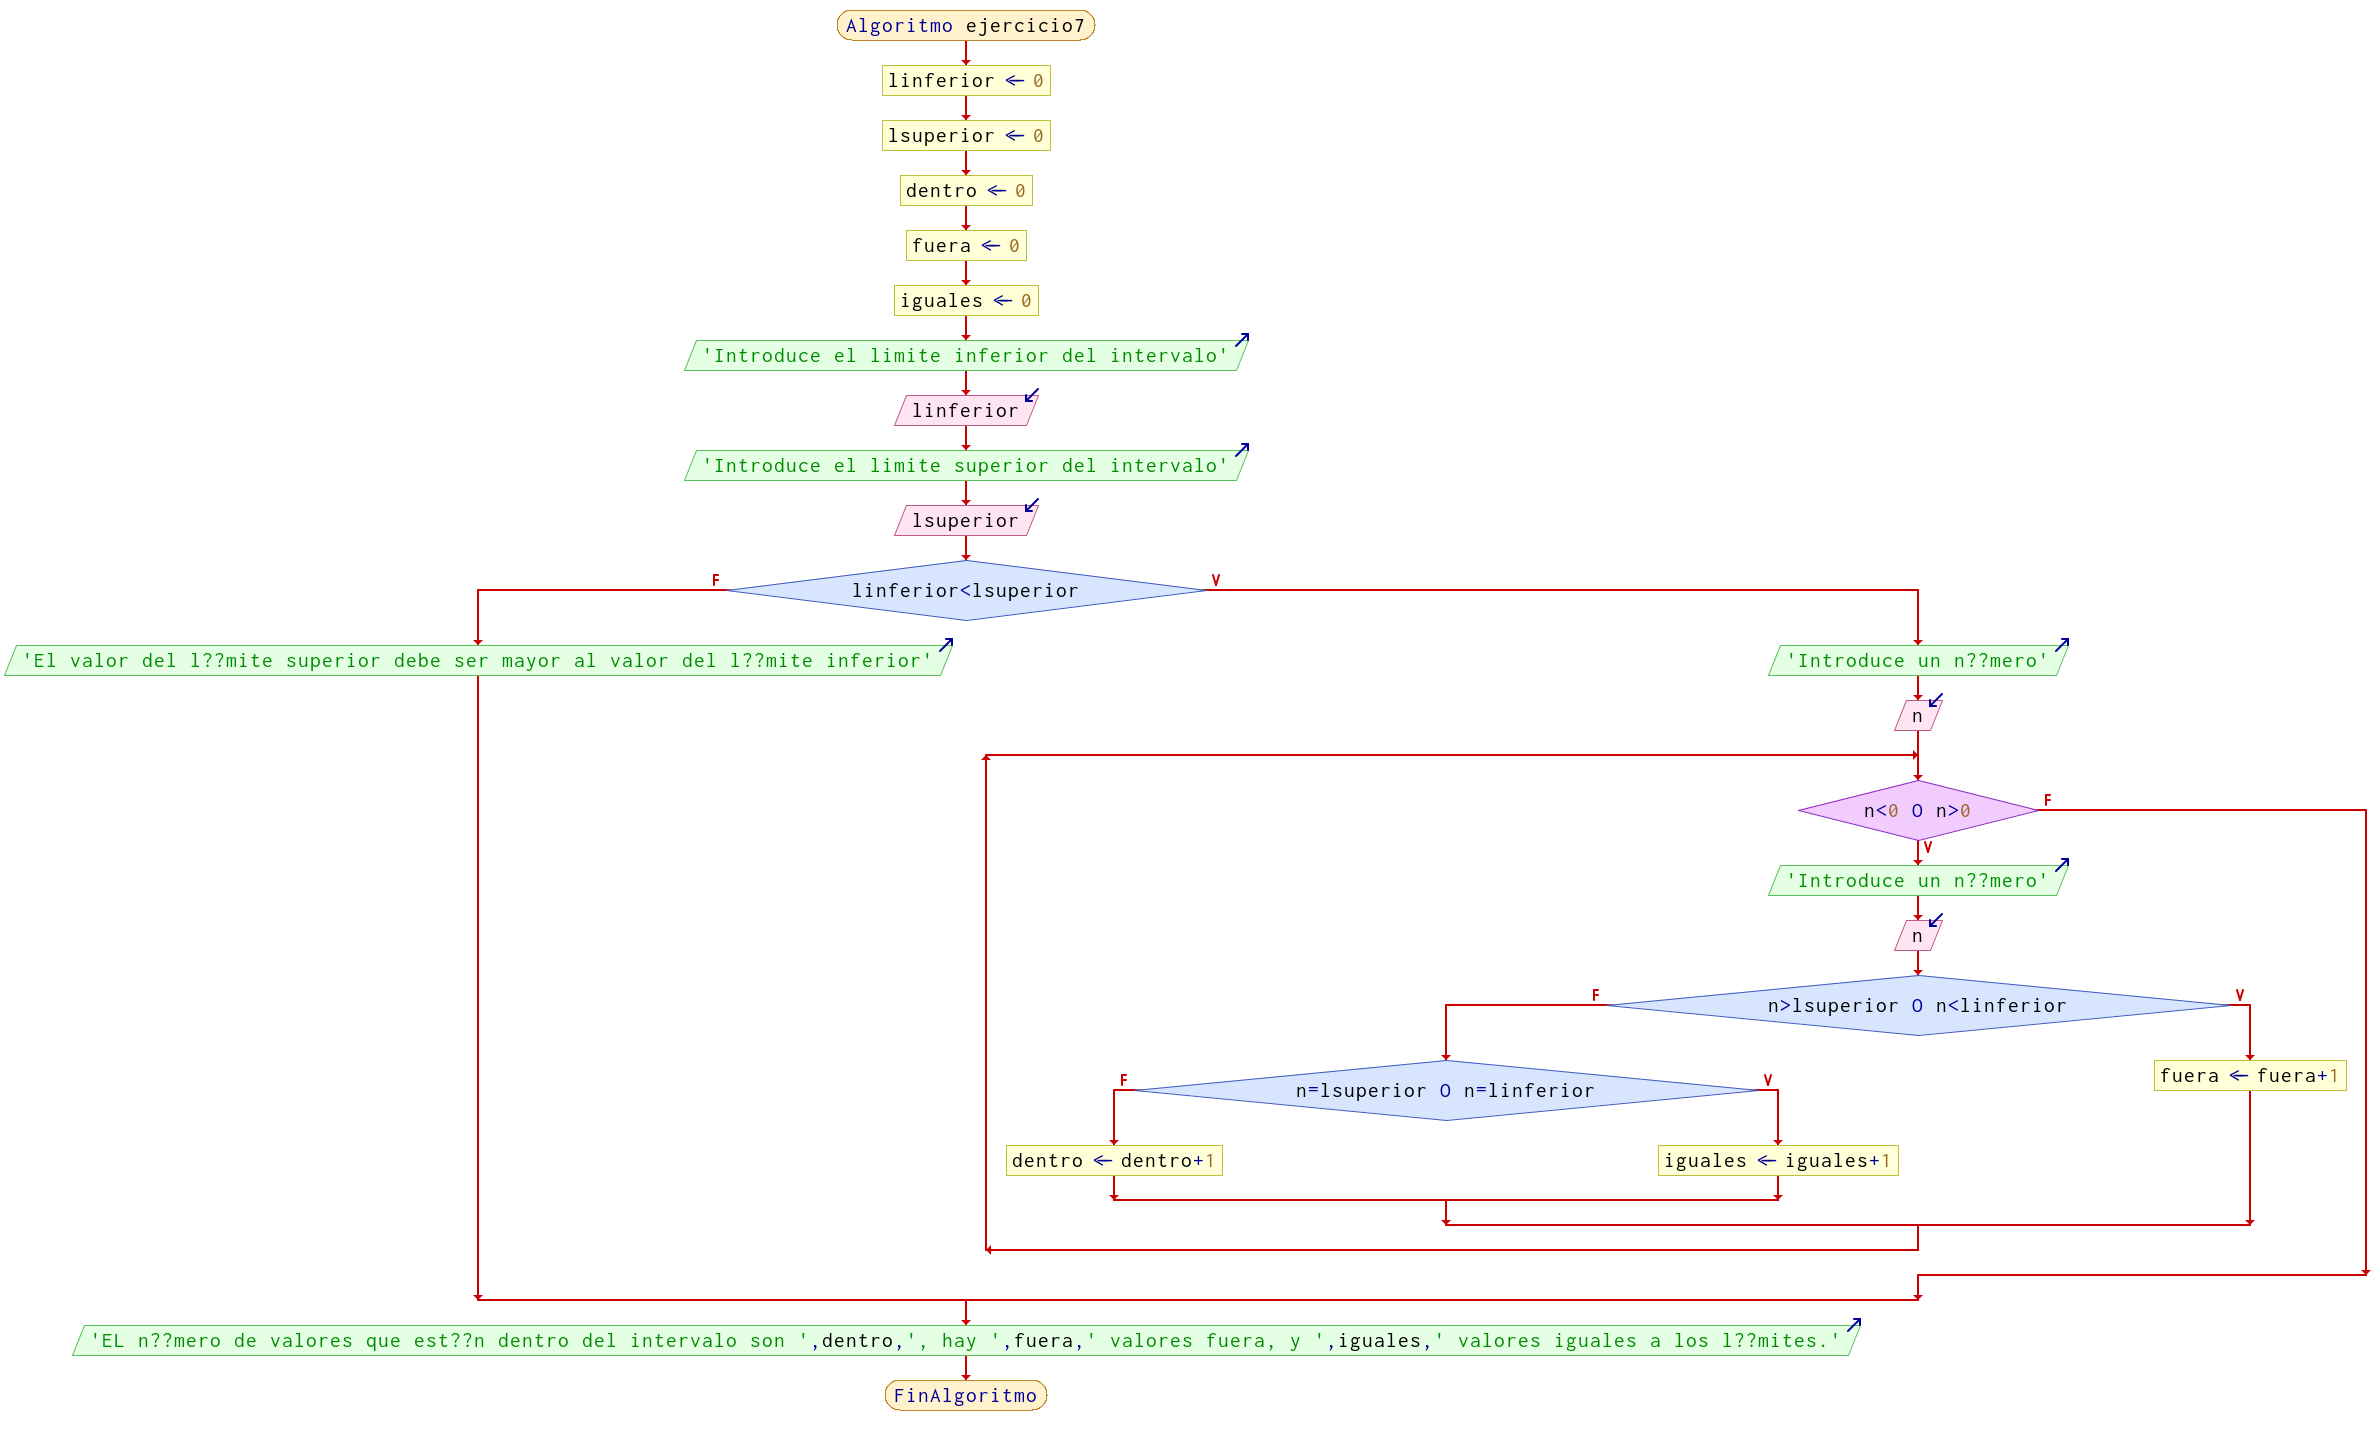 Algoritmo ejercicio7
linferior ← 0
lsuperior ← 0
dentro ← 0
fuera ← 0
iguales ← 0
'Introduce el limite inferior del intervalo'
linferior
'Introduce el limite superior del intervalo'
lsuperior
F
V
linferior<lsuperior
'El valor del l??mite superior debe ser mayor al valor del l??mite inferior'
'Introduce un n??mero'
n
n<0 O n>0
F
V
'Introduce un n??mero'
n
F
V
n>lsuperior O n<linferior
fuera ← fuera+1
F
V
n=lsuperior O n=linferior
dentro ← dentro+1
iguales ← iguales+1
'EL n??mero de valores que est??n dentro del intervalo son ',dentro,', hay ',fuera,' valores fuera, y ',iguales,' valores iguales a los l??mites.'
FinAlgoritmo